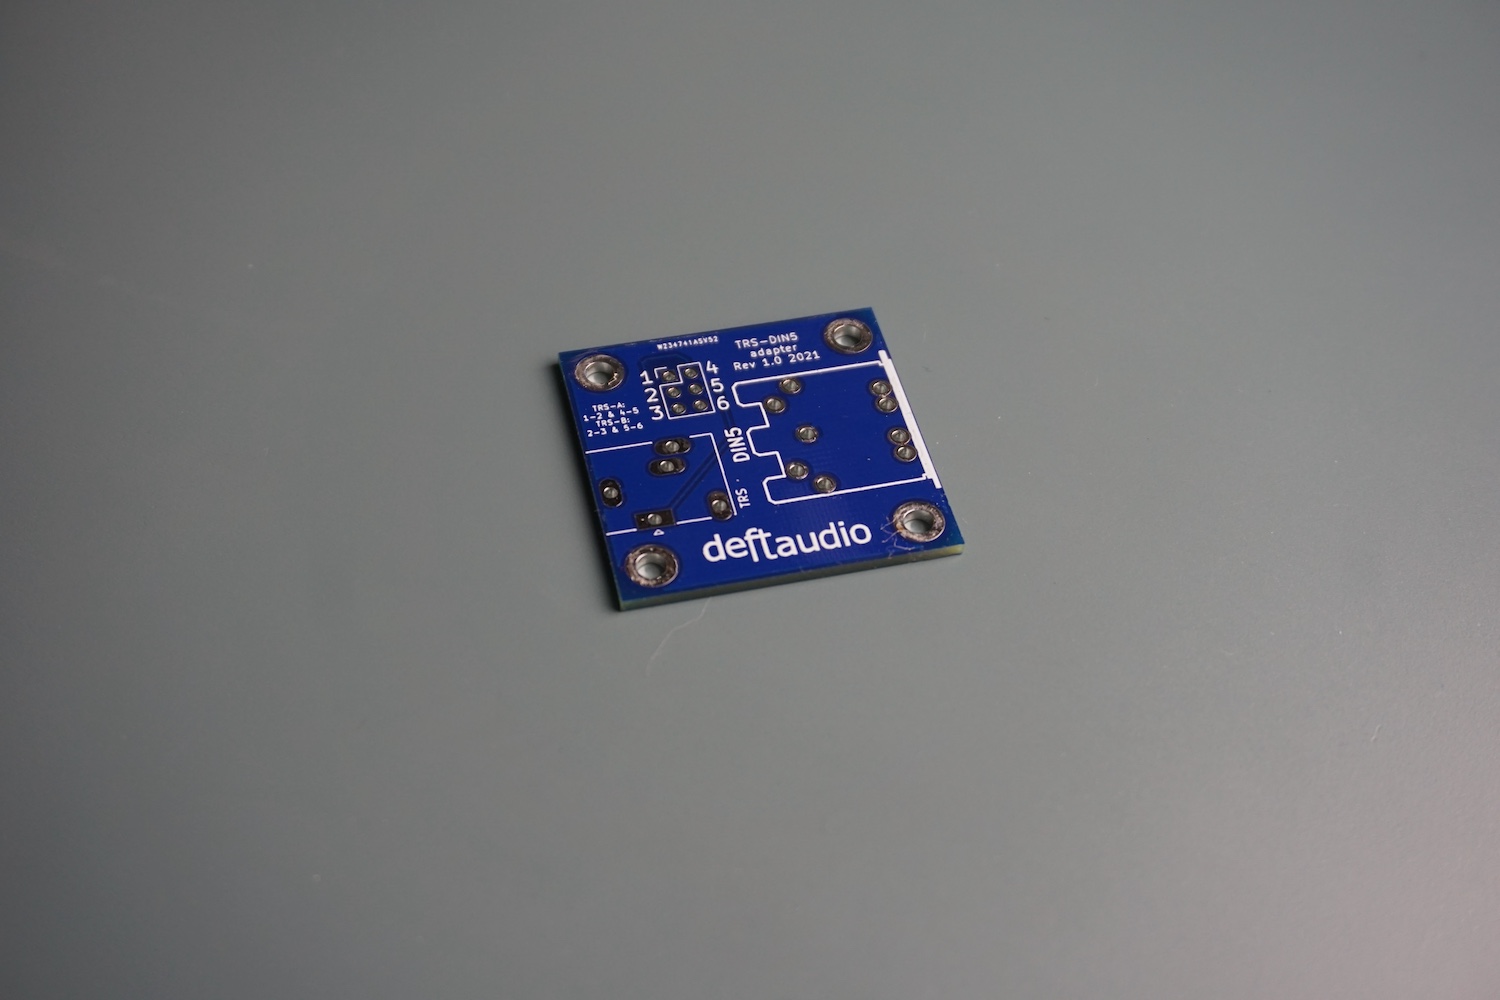 W234741ASV52
TRS-DIN5
adapter
Rev 1.0 2021
1 4
2 5
3 6
TRS-A:
1-2 & 4-5
TRS-B:
2-3 & 5-6
DIN5
TRS
deftaudio